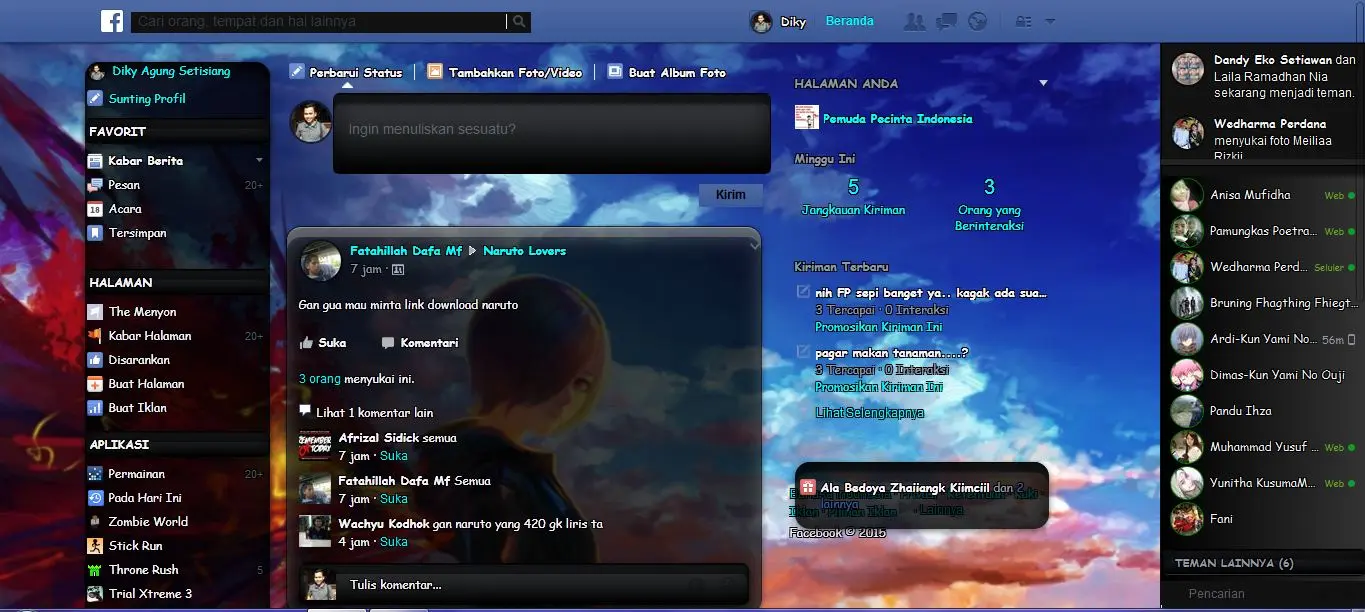 Cari orang, tempat dan hal lainnya
Diky
Beranda
Diky Agung Setisiang
Sunting Profil
FAVORIT
Kabar Berita
Pesan 20+
Acara
Tersimpan
HALAMAN
The Menyon
Kabar Halaman 20+
Disarankan
Buat Halaman
Buat Iklan
APLIKASI
Permainan 20+
Pada Hari Ini
Zombie World
Stick Run
Throne Rush 5
Trial Xtreme 3
Perbarui Status
Tambahkan Foto/Video
Buat Album Foto
Ingin menuliskan sesuatu?
Kirim
Fatahillah Dafa Mf Naruto Lovers
7 jam ·
Gan gua mau minta link download naruto
Suka Komentari
3 orang menyukai ini.
Lihat 1 komentar lain
Afrizal Sidick semua
7 jam · Suka
Fatahillah Dafa Mf Semua
7 jam · Suka
Wachyu Kodhok gan naruto yang 420 gk liris ta
4 jam · Suka
Tulis komentar...
HALAMAN ANDA
Pemuda Pecinta Indonesia
Minggu Ini
5
Jangkauan Kiriman
3
Orang yang
Berinteraksi
Kiriman Terbaru
nih FP sepi banget ya.. kagak ada sua...
3 Tercapai · 0 Interaksi
Promosikan Kiriman Ini
pagar makan tanaman....?
3 Tercapai · 0 Interaksi
Promosikan Kiriman Ini
Lihat Selengkapnya
Ala Bedoya Zhaiiangk Kiimciil dan 2
lainnya
Iklan · Pilihan Iklan · Lainnya
Facebook © 2015
Dandy Eko Setiawan dan
Laila Ramadhan Nia
sekarang menjadi teman.
Wedharma Perdana
menyukai foto Meiliaa
Rizkii
Anisa Mufidha Web
Pamungkas Poetra... Web
Wedharma Perd... Seluler
Bruning Fhagthing Fhiegt...
Ardi-Kun Yami No... 56m
Dimas-Kun Yami No Ouji
Pandu Ihza
Muhammad Yusuf ... Web
Yunitha KusumaM... Web
Fani
TEMAN LAINNYA (6)
Pencarian